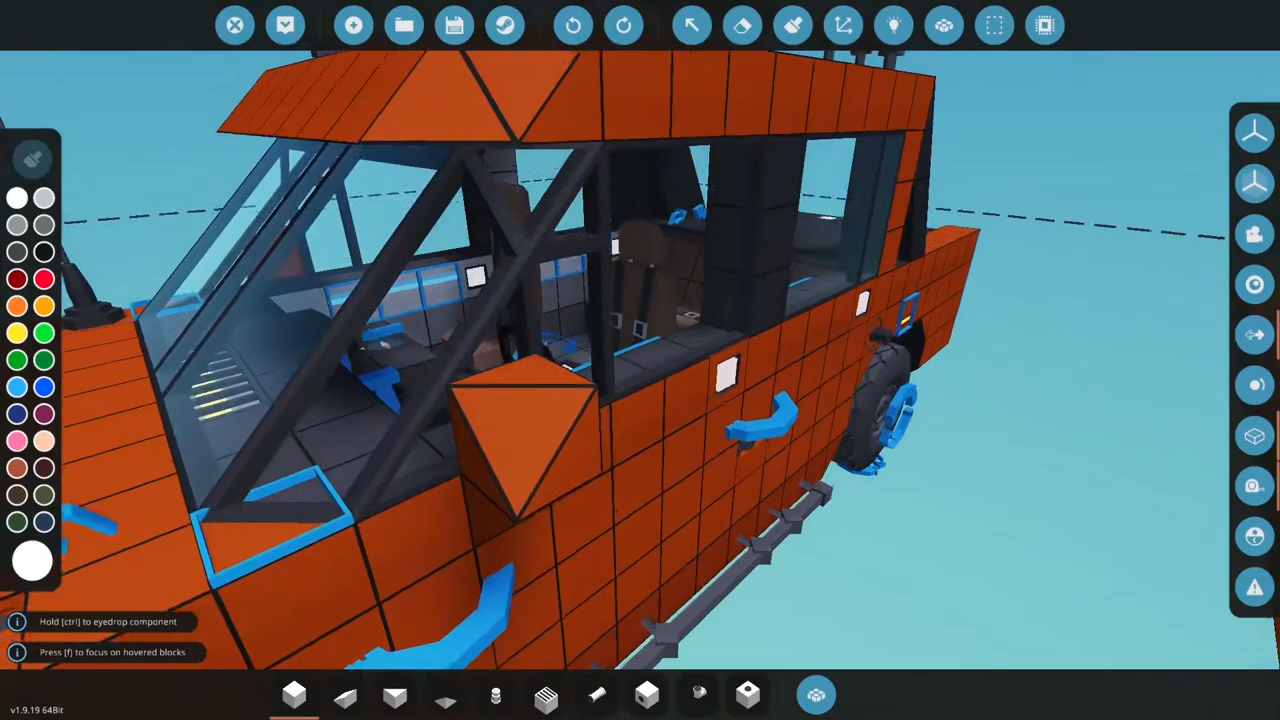 Hold [ctrl] to eyedrop component
Press [f] to focus on hovered blocks
v1.9.19 64Bit